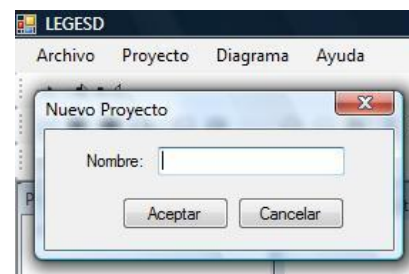 LEGESD
Archivo Proyecto Diagrama Ayuda
Nuevo Proyecto
Nombre:
Aceptar Cancelar